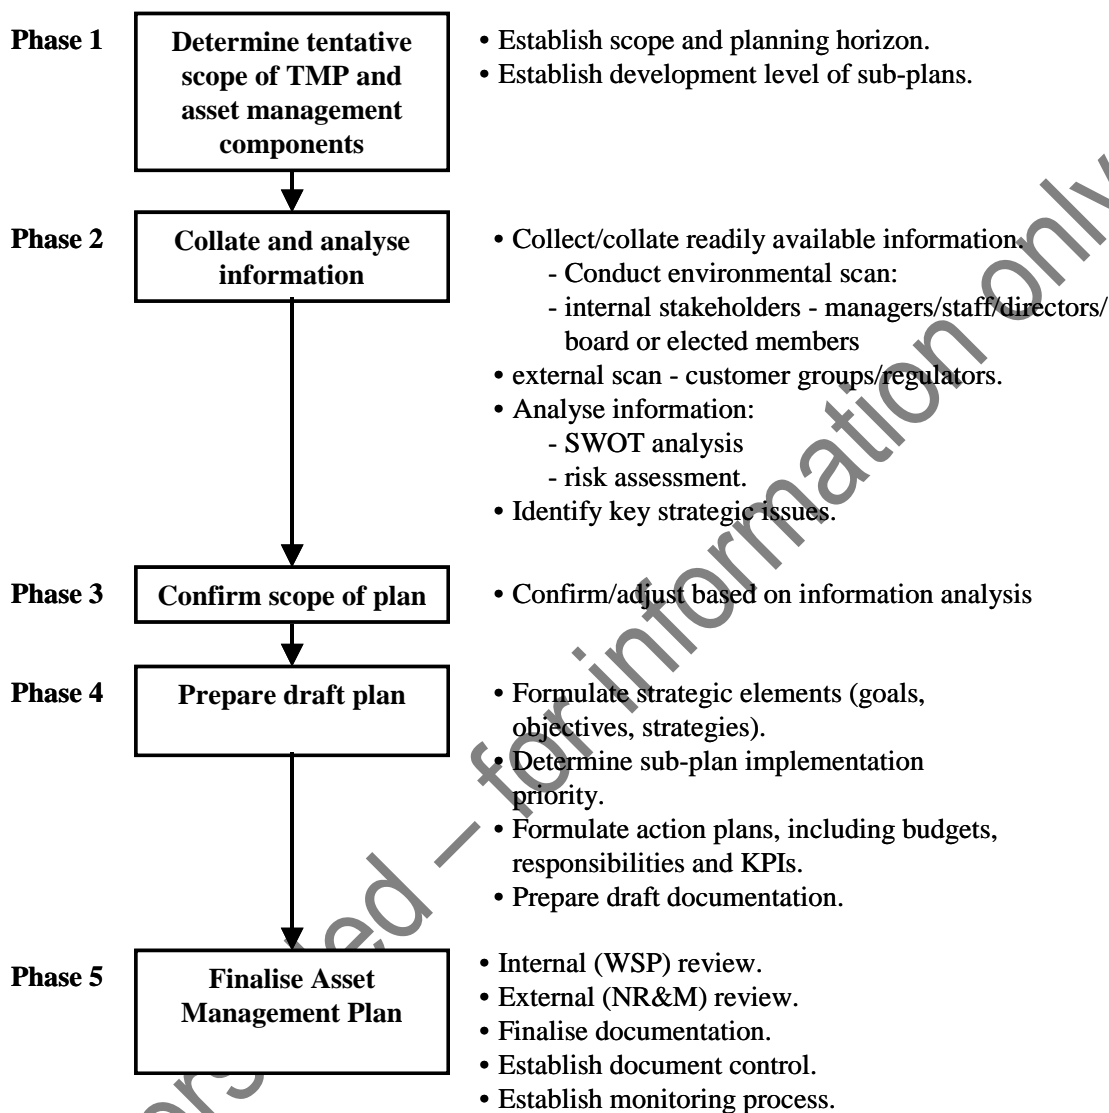 Phase 1
Determine tentative
scope of TMP and
asset management
components
• Establish scope and planning horizon.
• Establish development level of sub-plans.
Phase 2
Collate and analyse
information
• Collect/collate readily available information.
- Conduct environmental scan:
- internal stakeholders - managers/staff/directors/
board or elected members
• external scan - customer groups/regulators.
• Analyse information:
- SWOT analysis
- risk assessment.
• Identify key strategic issues.
Phase 3
Confirm scope of plan
• Confirm/adjust based on information analysis
Phase 4
Prepare draft plan
• Formulate strategic elements (goals,
objectives, strategies).
• Determine sub-plan implementation
priority.
• Formulate action plans, including budgets,
responsibilities and KPIs.
• Prepare draft documentation.
Phase 5
Finalise Asset
Management Plan
• Internal (WSP) review.
• External (NR&M) review.
• Finalise documentation.
• Establish document control.
• Establish monitoring process.
– for information only